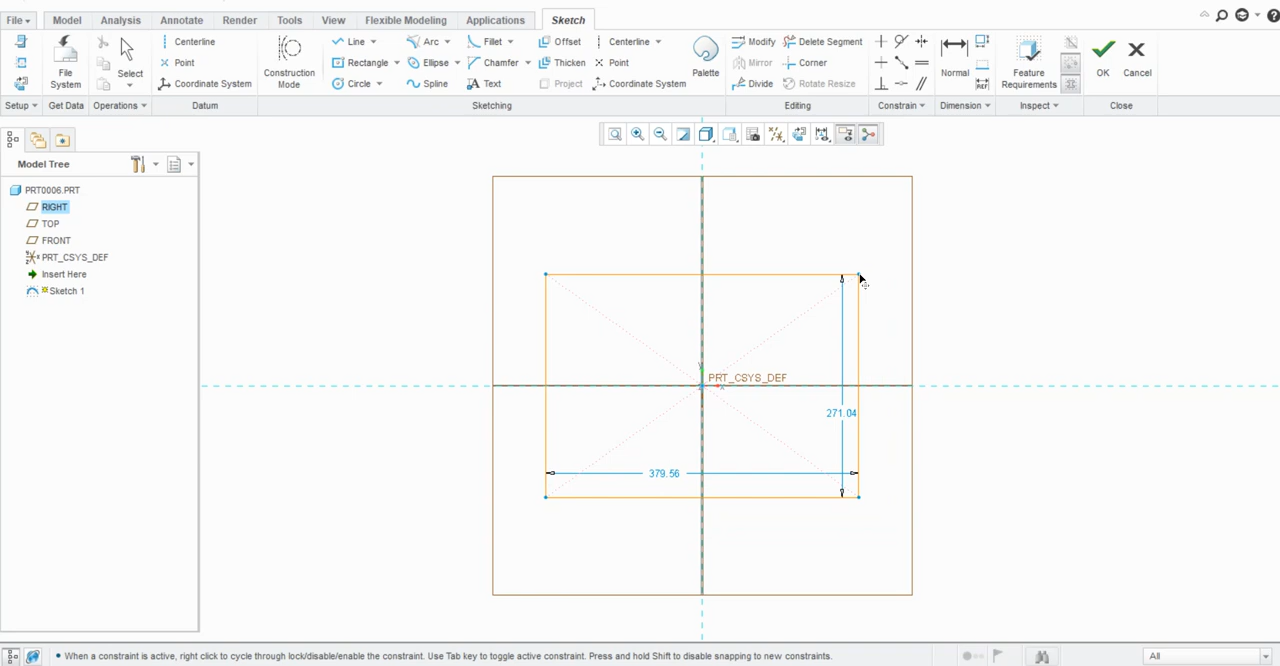 File Model Analysis Annotate Render Tools View Flexible Modeling Applications Sketch
Centerline
Point
Coordinate System
File
System
Select
Construction
Mode
Line Arc Fillet Offset Centerline
Rectangle Ellipse Chamfer Thicken Point
Circle Spline Text Project Coordinate System
Palette
Modify Delete Segment
Mirror Corner
Divide Rotate Resize
Normal
REF
Feature
Requirements
OK Cancel
Setup Get Data Operations Datum Sketching Editing Constrain Dimension Inspect Close
Model Tree
PRT0006.PRT
RIGHT
TOP
FRONT
PRT_CSYS_DEF
Insert Here
Sketch 1
PRT_CSYS_DEF
271.04
379.56
• When a constraint is active, right click to cycle through lock/disable/enable the constraint. Use Tab key to toggle active constraint. Press and hold Shift to disable snapping to new constraints.
All